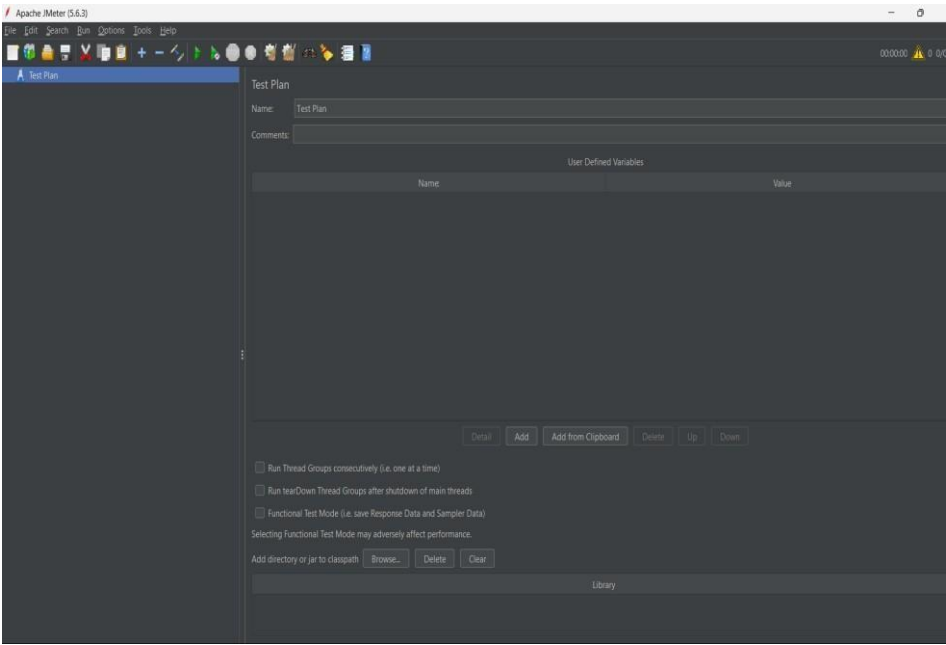 Apache JMeter (5.6.3)
File Edit Search Run Options Tools Help
00:00:00 0 0/0
Test Plan
Test Plan
Name: Test Plan
Comments:
User Defined Variables
Name: Value
Detail Add Add from Clipboard Delete Up Down
Run Thread Groups consecutively (i.e. one at a time)
Run tearDown Thread Groups after shutdown of main threads
Functional Test Mode (i.e. save Response Data and Sampler Data)
Selecting Functional Test Mode may adversely affect performance.
Add directory or jar to classpath Browse... Delete Clear
Library